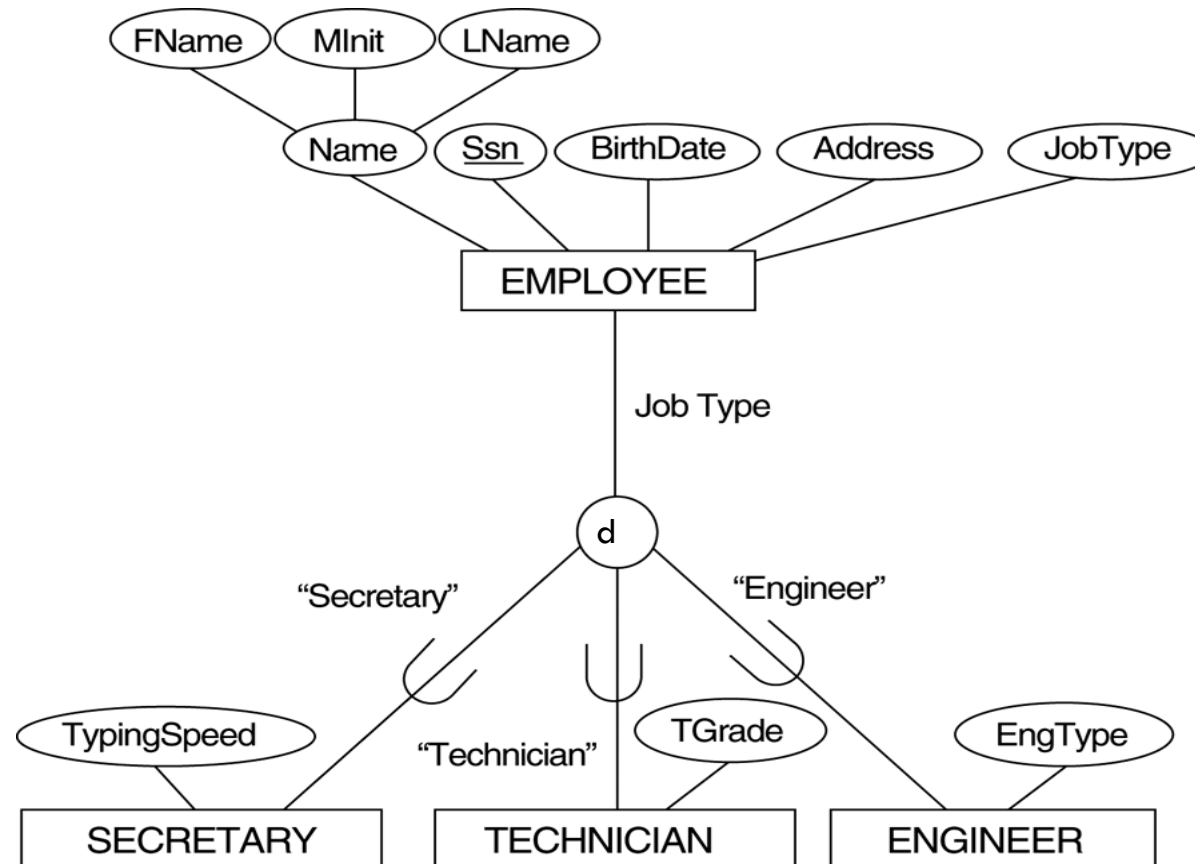 FName MInit LName
Name Ssn BirthDate Address JobType
EMPLOYEE
Job Type
d
“Secretary” “Engineer”
“Technician”
TypingSpeed TGrade EngType
SECRETARY TECHNICIAN ENGINEER